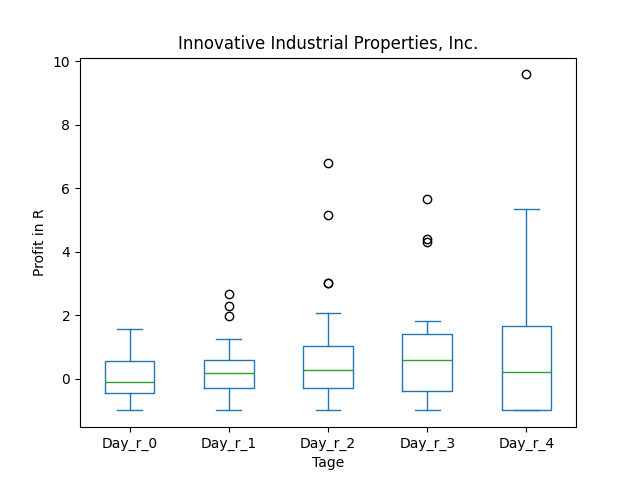 Innovative Industrial Properties, Inc.
Profit in R
10
8
6
4
2
0
Day_r_0 Day_r_1 Day_r_2 Day_r_3 Day_r_4
Tage